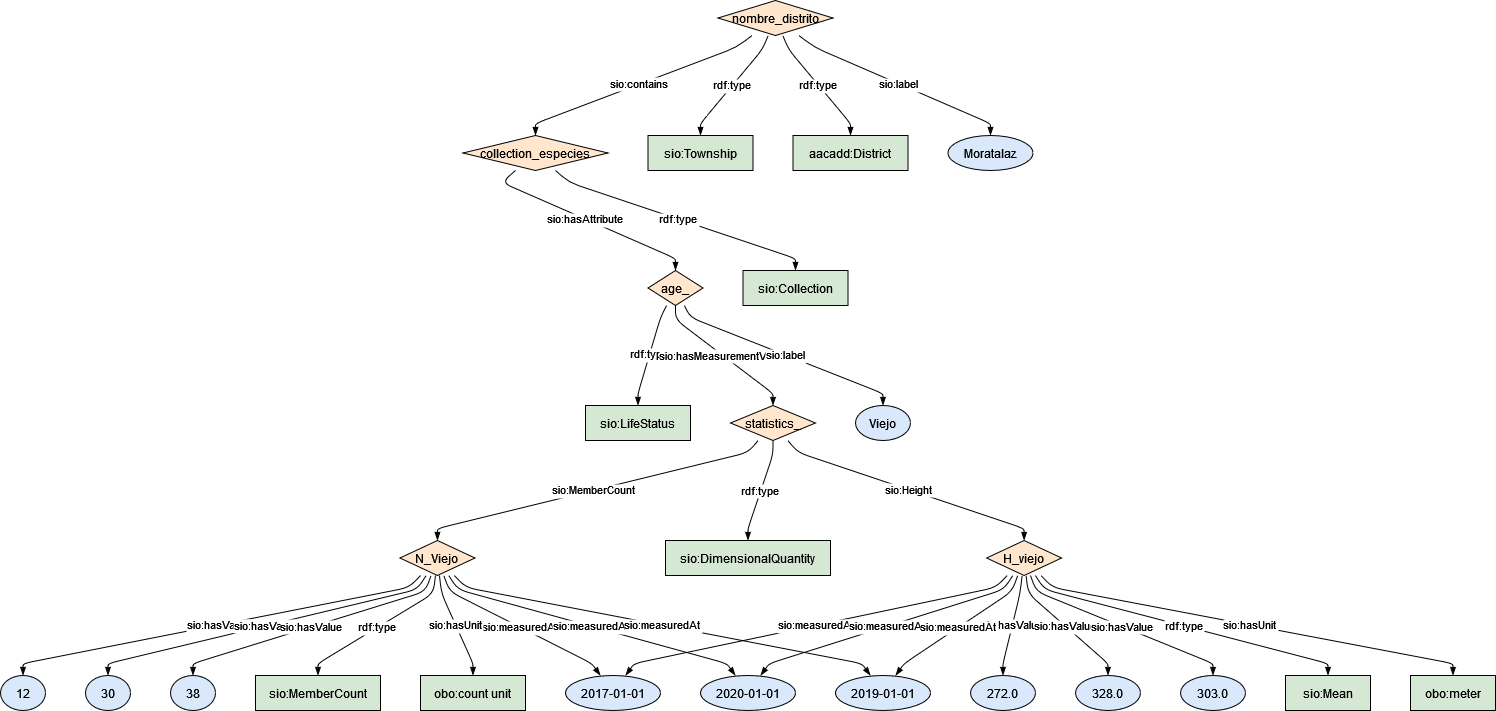 nombre_distrito
sio:contains
rdf:type
rdf:type
sio:label
collection_especies
sio:Township
aacadd:District
Moratalaz
sio:hasAttribute
rdf:type
age_
sio:Collection
rdf:typ
sio:hasMeasurementV
sio:label
sio:LifeStatus
statistics_
Viejo
sio:MemberCount
rdf:type
sio:Height
N_Viejo
sio:DimensionalQuantity
H_viejo
sio:hasVa
sio:hasVa
sio:hasValue
rdf:type
sio:hasUnit
sio:measuredA
sio:measuredA
sio:measuredAt
sio:measuredA
sio:measuredA
sio:measuredAt
hasValu
sio:hasValu
sio:hasValue
rdf:type
sio:hasUnit
12
30
38
sio:MemberCount
obo:count unit
2017-01-01
2020-01-01
2019-01-01
272.0
328.0
303.0
sio:Mean
obo:meter